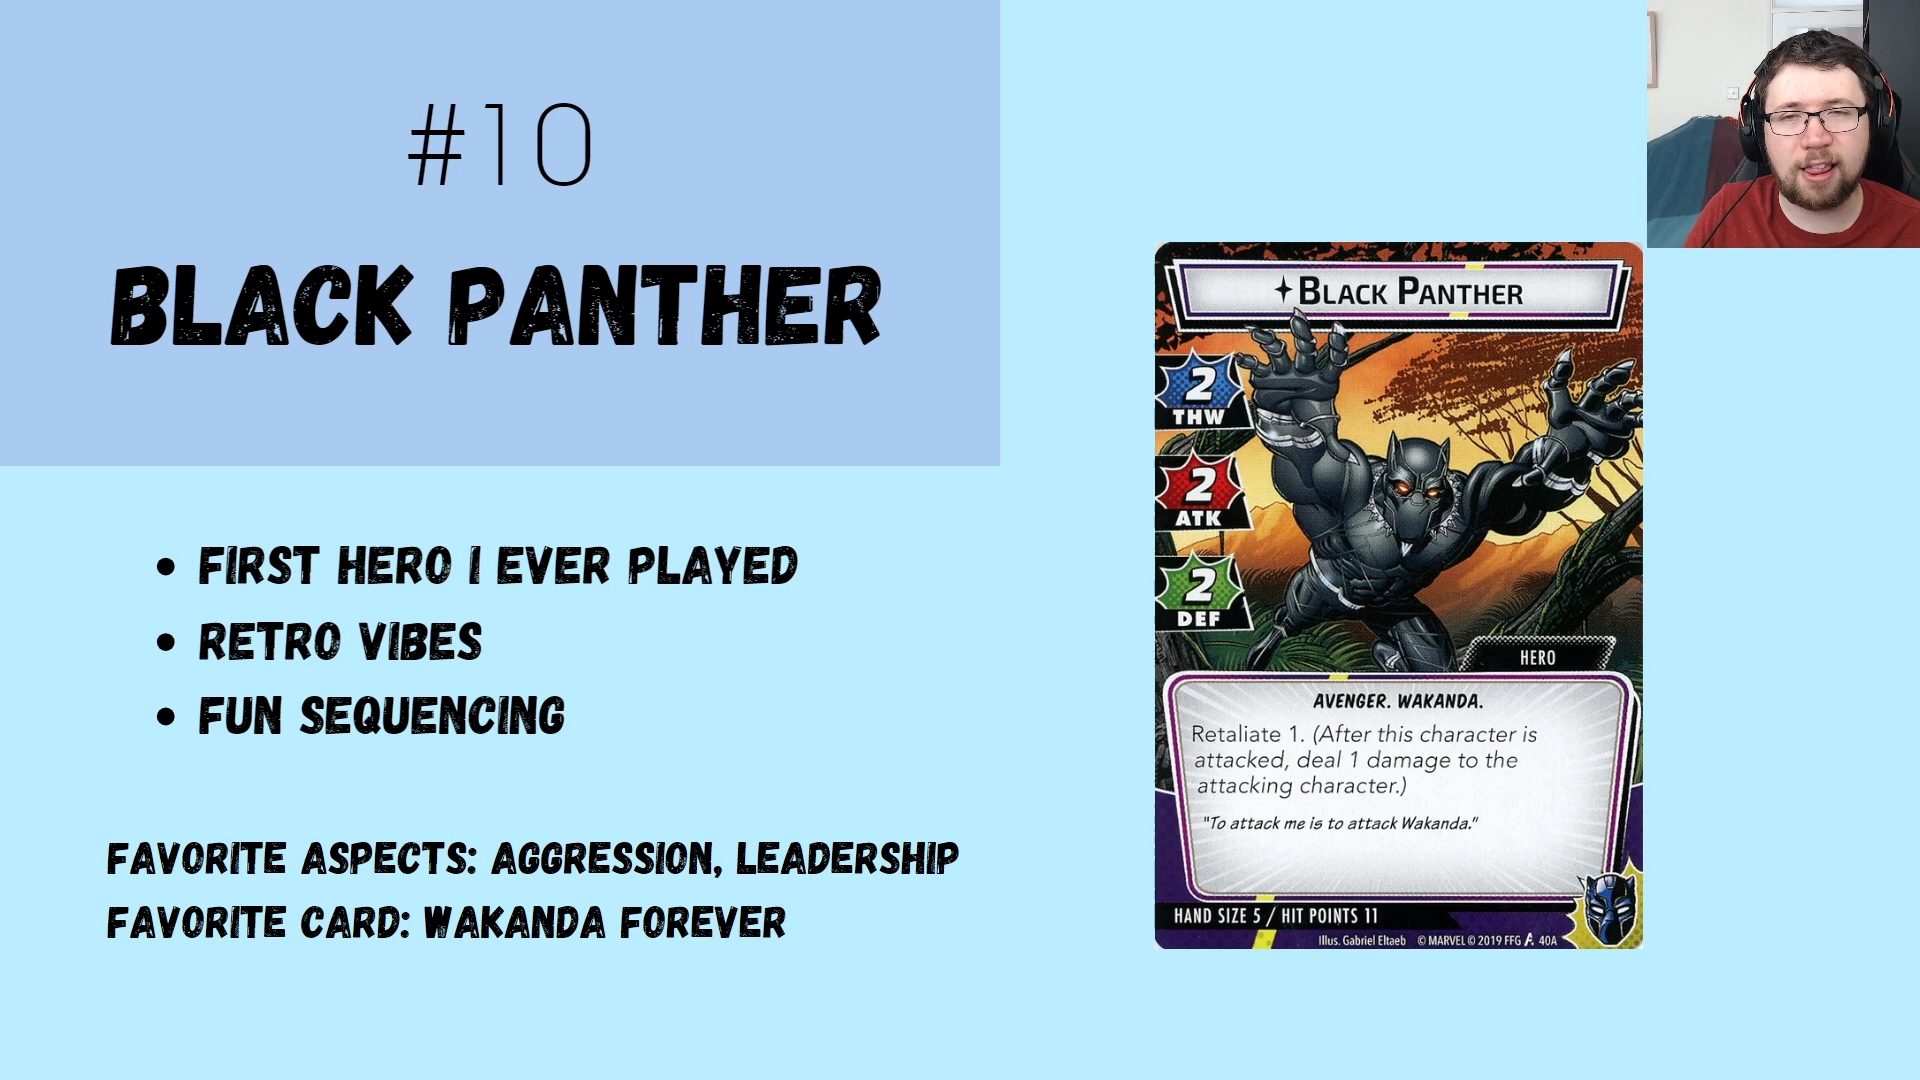 #10
BLACK PANTHER
• FIRST HERO I EVER PLAYED
• RETRO VIBES
• FUN SEQUENCING
FAVORITE ASPECTS: AGGRESSION, LEADERSHIP
FAVORITE CARD: WAKANDA FOREVER
BLACK PANTHER
2
THW
2
ATK
2
DEF
HERO
AVENGER. WAKANDA.
Retaliate 1. (After this character is
attacked, deal 1 damage to the
attacking character.)
"To attack me is to attack Wakanda."
HAND SIZE 5 / HIT POINTS 11
Illus. Gabriel Eltaeb © MARVEL © 2019 FFG 40A